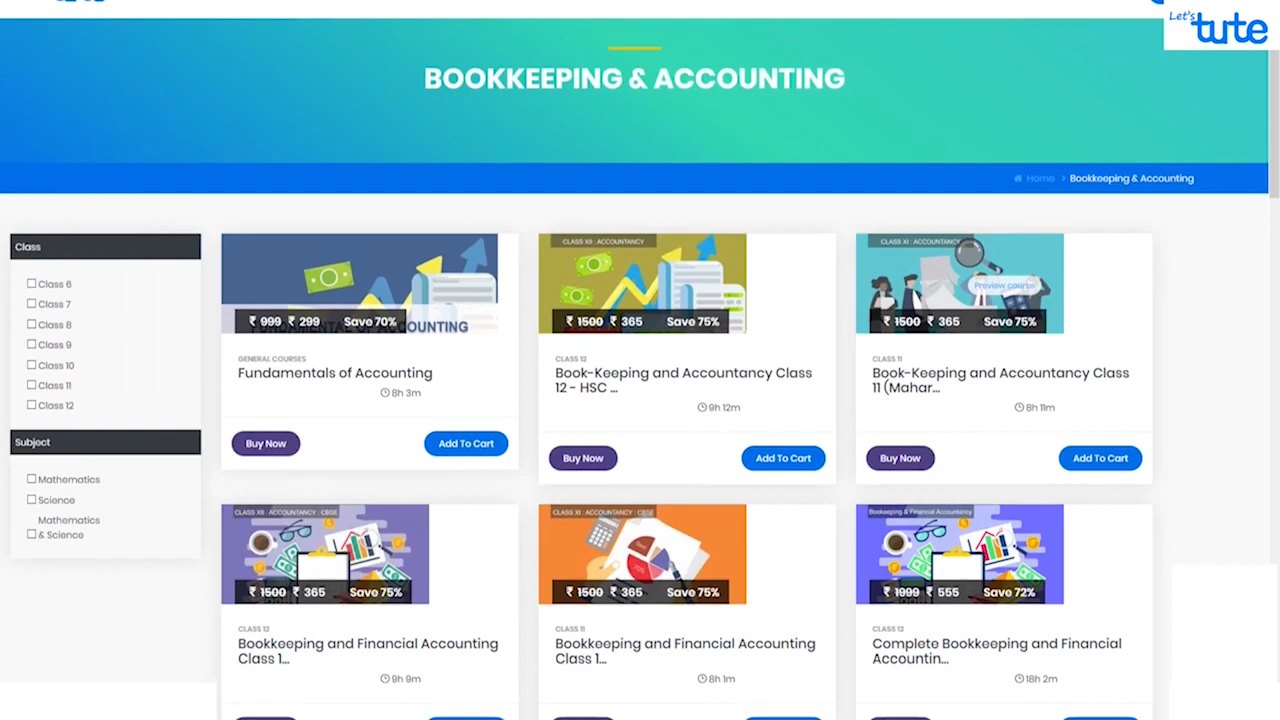 Let's
tute
BOOKKEEPING & ACCOUNTING
Home > Bookkeeping & Accounting
Class
Class 6
Class 7
Class 8
Class 9
Class 10
Class 11
Class 12
Subject
Mathematics
Science
Mathematics
& Science
₹ 999 ₹ 299 Save 70%
FUNDAMENTAL OF ACCOUNTING
GENERAL COURSES
Fundamentals of Accounting
8h 3m
Buy Now
Add To Cart
CLASS XII : ACCOUNTANCY
₹ 1500 ₹ 365 Save 75%
CLASS 12
Book-Keeping and Accountancy Class
12 - HSC ...
9h 12m
Buy Now
Add To Cart
CLASS XI : ACCOUNTANCY
Preview course
₹ 1500 ₹ 365 Save 75%
CLASS 11
Book-Keeping and Accountancy Class
11 (Mahar...
8h 11m
Buy Now
Add To Cart
CLASS XII : ACCOUNTANCY : CBSE
₹ 1500 ₹ 365 Save 75%
CLASS 12
Bookkeeping and Financial Accounting
Class 1...
9h 9m
CLASS XI : ACCOUNTANCY : CBSE
70%
₹ 1500 ₹ 365 Save 75%
CLASS 11
Bookkeeping and Financial Accounting
Class 1...
8h 1m
Bookkeeping & Financial Accountancy
₹ 1999 ₹ 555 Save 72%
CLASS 12
Complete Bookkeeping and Financial
Accountin...
18h 2m